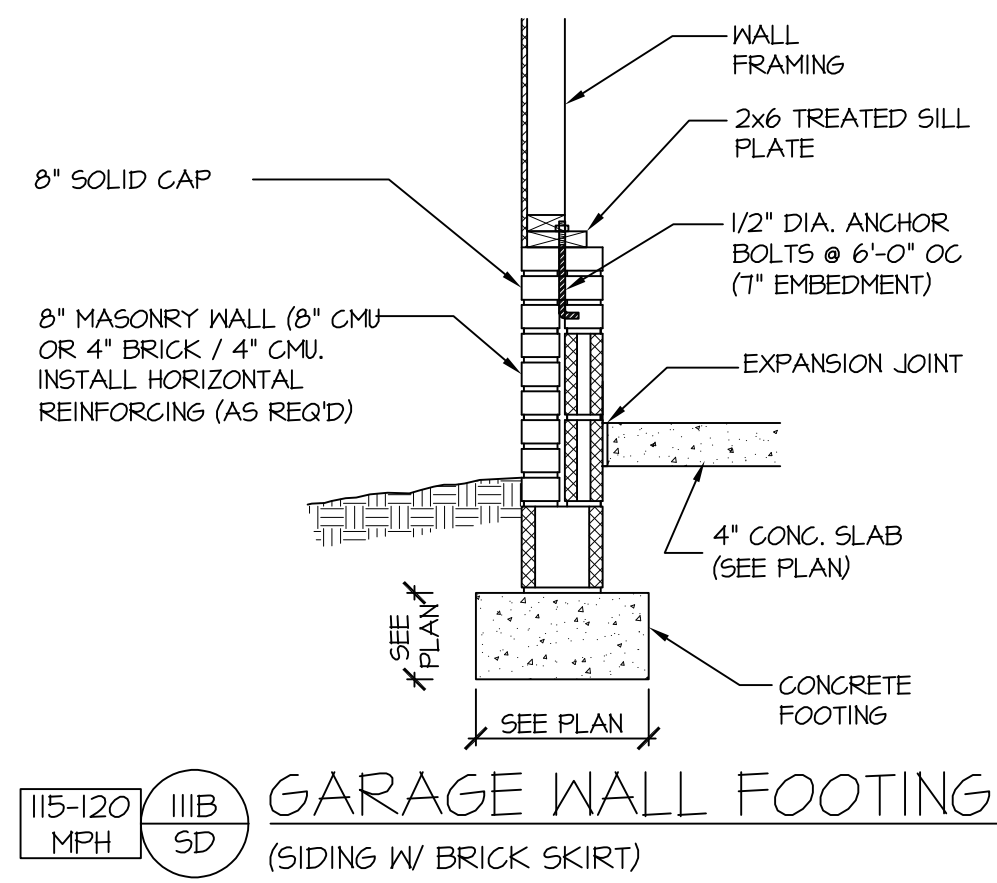 WALL
FRAMING
2x6 TREATED SILL
PLATE
8" SOLID CAP
1/2" DIA. ANCHOR
BOLTS @ 6'-0" OC
(7" EMBEDMENT)
8" MASONRY WALL (8" CMU
OR 4" BRICK / 4" CMU.
INSTALL HORIZONTAL
REINFORCING (AS REQ'D)
EXPANSION JOINT
4" CONC. SLAB
(SEE PLAN)
SEE
PLAN
CONCRETE
FOOTING
SEE PLAN
115-120
MPH
111B
SD
GARAGE WALL FOOTING
(SIDING W/ BRICK SKIRT)